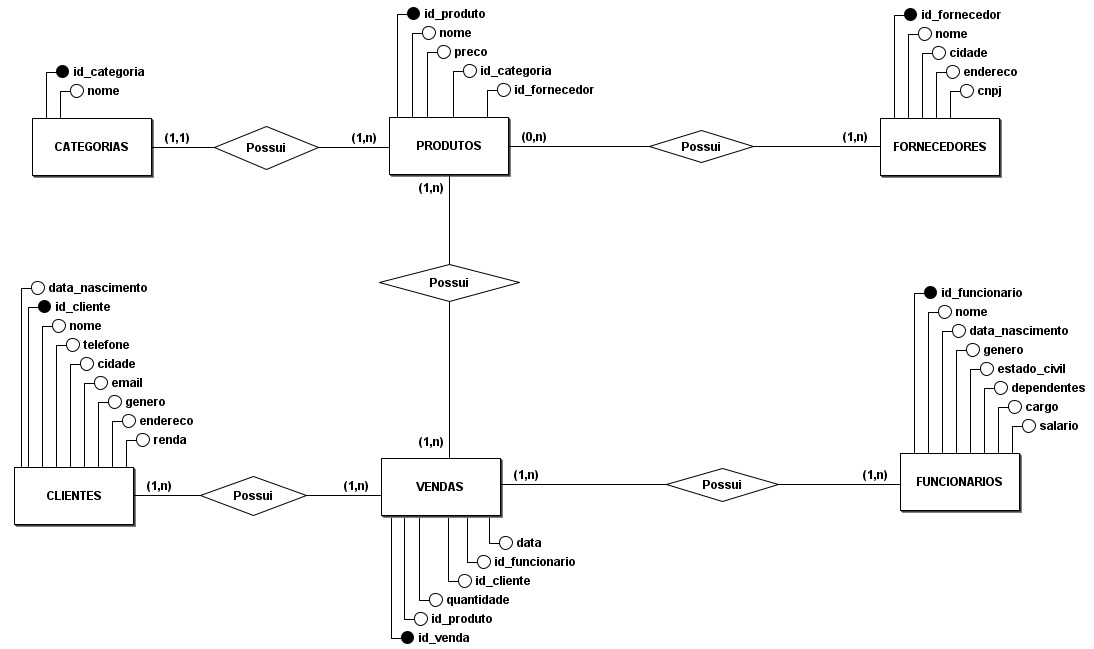 id_produto
nome
preco
id_categoria
id_fornecedor
id_fornecedor
nome
cidade
endereco
cnpj
id_categoria
nome
CATEGORIAS
(1,1)
Possui
(1,n)
PRODUTOS
(0,n)
Possui
(1,n)
FORNECEDORES
(1,n)
Possui
(1,n)
data_nascimento
id_cliente
nome
telefone
cidade
email
genero
endereco
renda
id_funcionario
nome
data_nascimento
genero
estado_civil
dependentes
cargo
salario
CLIENTES
(1,n)
Possui
(1,n)
VENDAS
(1,n)
Possui
(1,n)
FUNCIONARIOS
data
id_funcionario
id_cliente
quantidade
id_produto
id_venda